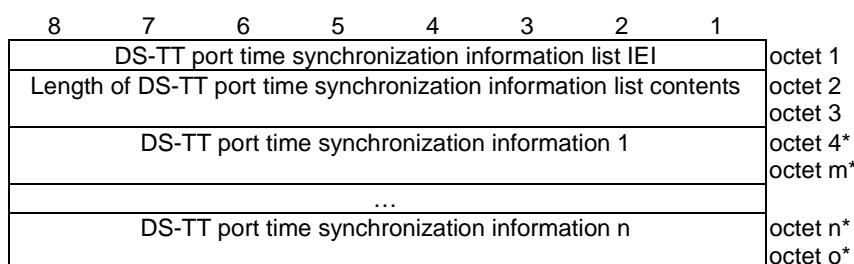 8 7 6 5 4 3 2 1
DS-TT port time synchronization information list IEI octet 1
Length of DS-TT port time synchronization information list contents octet 2
octet 3
DS-TT port time synchronization information 1 octet 4*
octet m*
…
DS-TT port time synchronization information n octet n*
octet o*